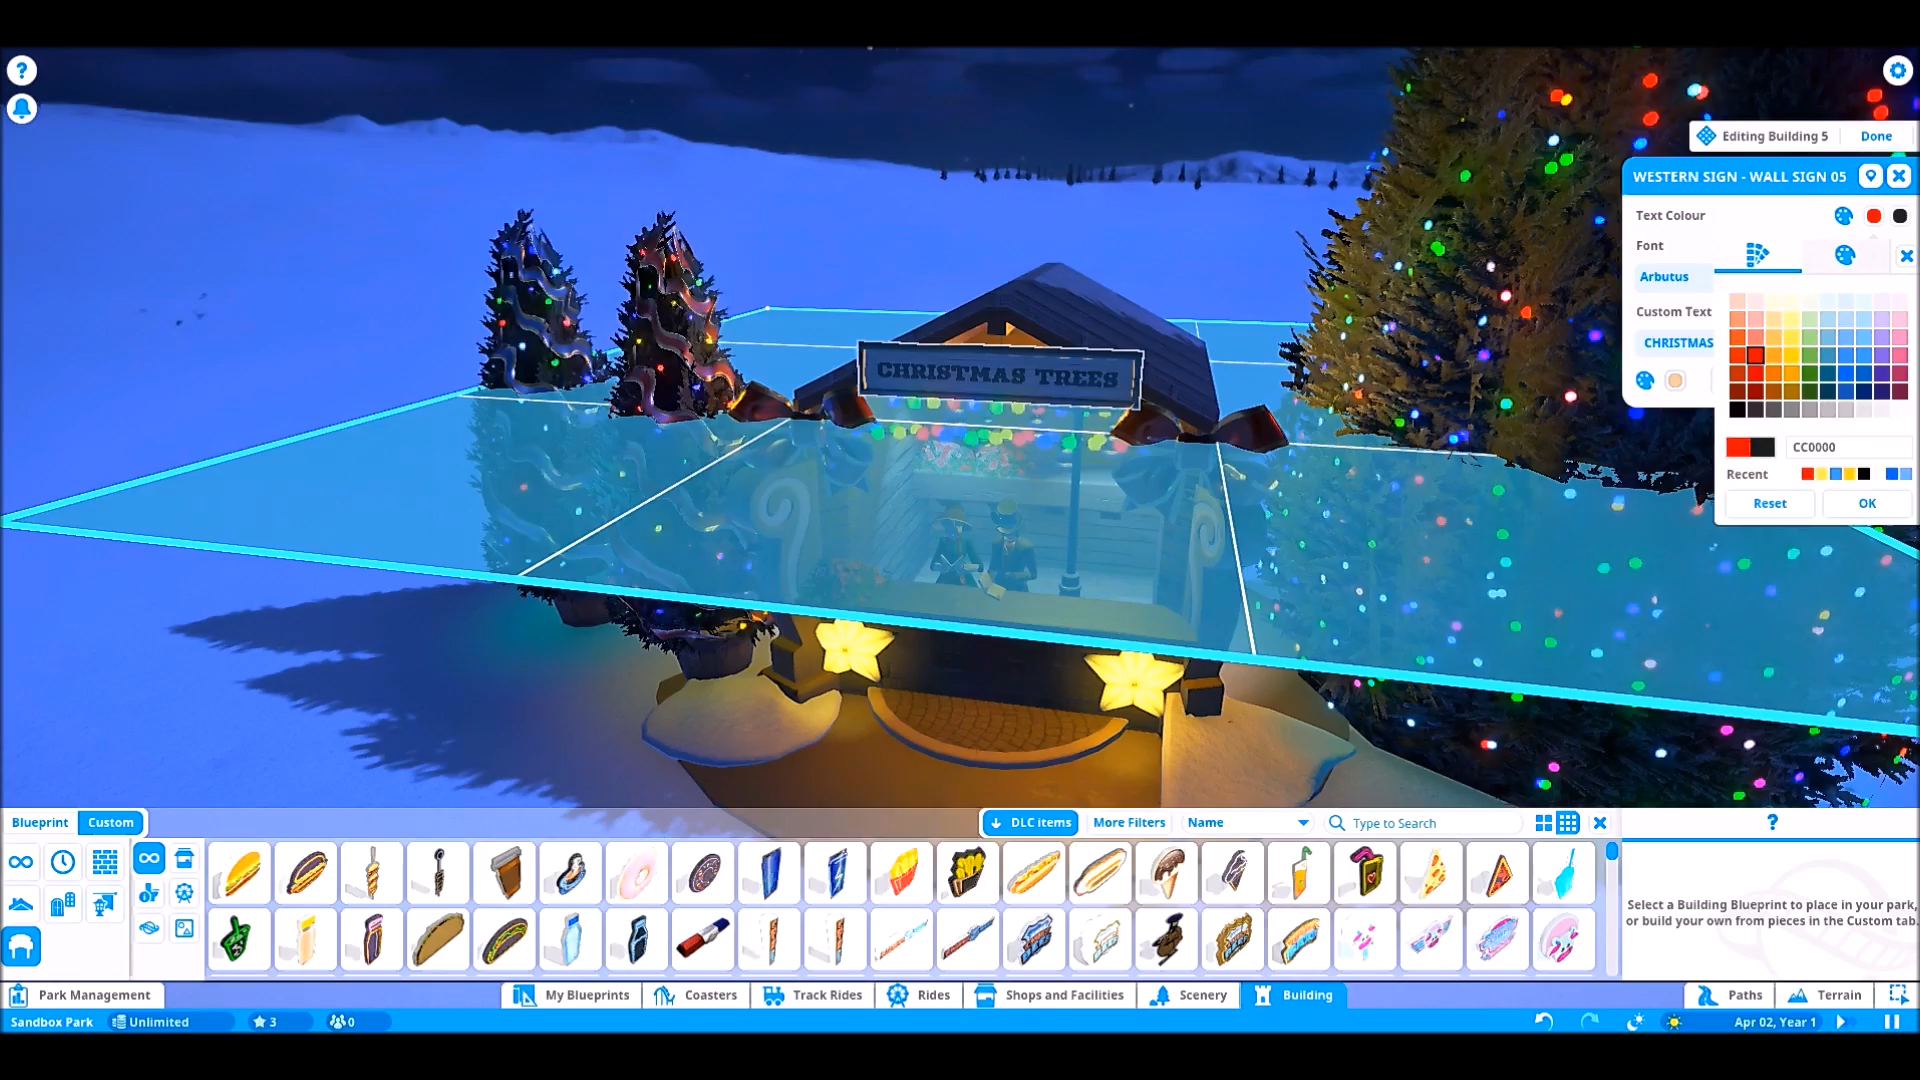 ?
Editing Building 5 Done
WESTERN SIGN - WALL SIGN 05
Text Colour
Font
Arbutus
Custom Text
CHRISTMAS
CC0000
Recent
Reset OK
CHRISTMAS TREES
Blueprint Custom
DLC items More Filters Name Type to Search
?
Select a Building Blueprint to place in your park,
or build your own from pieces in the Custom tab.
Park Management My Blueprints Coasters Track Rides Rides Shops and Facilities Scenery Building Paths Terrain
Sandbox Park Unlimited 3 0 Apr 02, Year 1